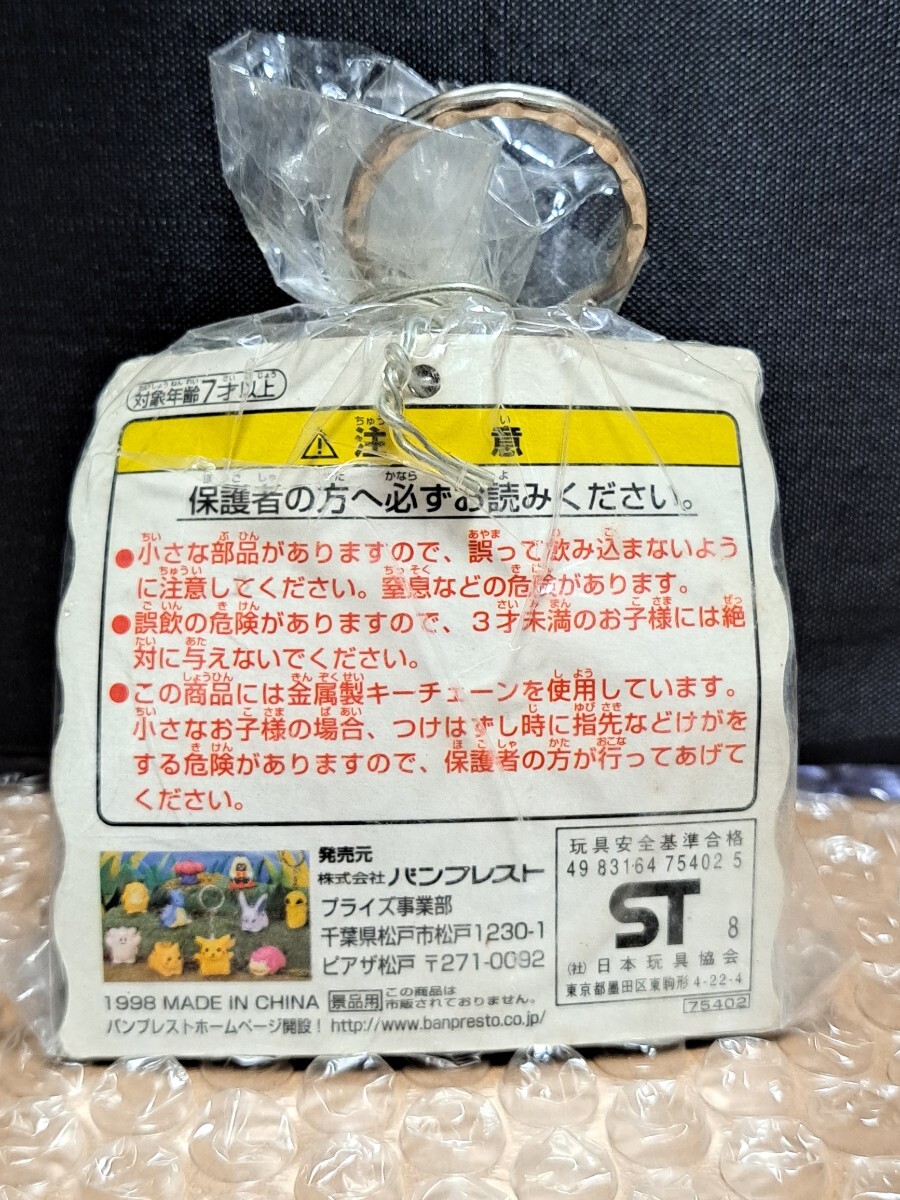 対象年齢7才以上
注意
保護者の方へ必ずお読みください。
●小さな部品がありますので、誤って飲み込まないよう
に注意してください。窒息などの危険があります。
●誤飲の危険がありますので、3才未満のお子様には絶
対に与えないでください。
●この商品には金属製キーチェーンを使用しています。
小さなお子様の場合、つけはずし時に指先などけがを
する危険がありますので、保護者の方が行ってあげて
ください。
発売元
株式会社 バンプレスト
プライズ事業部
千葉県松戸市松戸1230-1
ピアザ松戸 〒271-0092
1998 MADE IN CHINA 景品用 この商品は市販されておりません。
バンプレストホームページ開設! http://www.banpresto.co.jp/
玩具安全基準合格
49 83164 75402 5
ST 8
(社)日本玩具協会
東京都墨田区東駒形4-22-4
75402